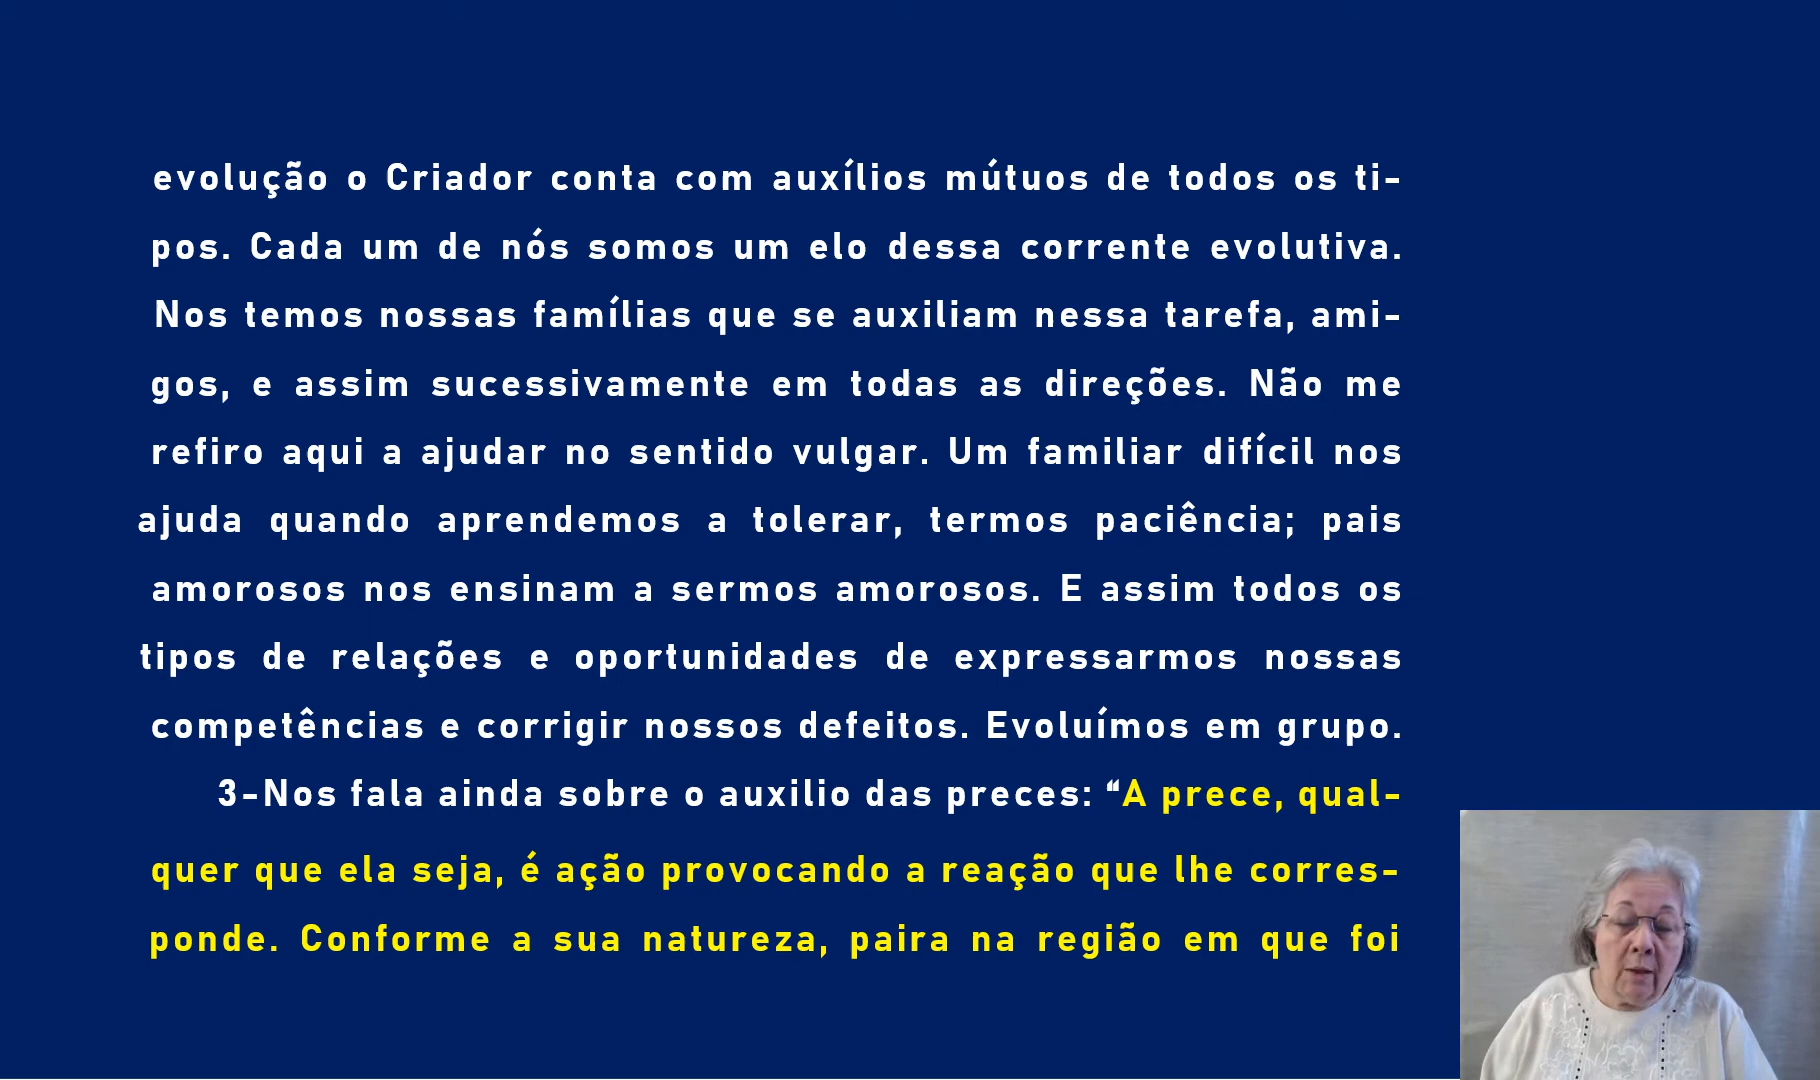 evolução o Criador conta com auxílios mútuos de todos os ti-
pos. Cada um de nós somos um elo dessa corrente evolutiva.
Nos temos nossas famílias que se auxiliam nessa tarefa, ami-
gos, e assim sucessivamente em todas as direções. Não me
refiro aqui a ajudar no sentido vulgar. Um familiar difícil nos
ajuda quando aprendemos a tolerar, termos paciência; pais
amorosos nos ensinam a sermos amorosos. E assim todos os
tipos de relações e oportunidades de expressarmos nossas
competências e corrigir nossos defeitos. Evoluímos em grupo.
3-Nos fala ainda sobre o auxilio das preces: “A prece, qual-
quer que ela seja, é ação provocando a reação que lhe corres-
ponde. Conforme a sua natureza, paira na região em que foi